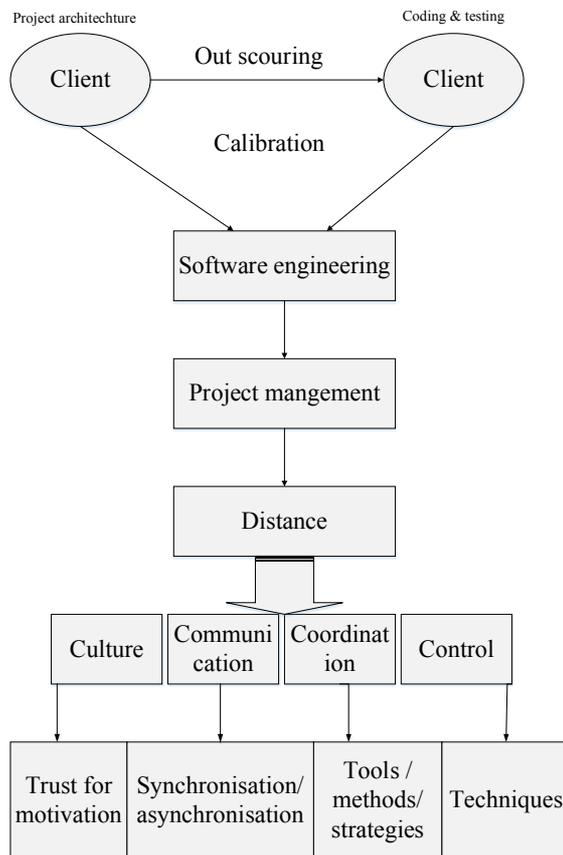 Project architechture
Coding & testing
Client
Out scouring
Client
Calibration
Software engineering
Project mangement
Distance
Culture
Communi
cation
Coordinat
ion
Control
Trust for
motivation
Synchronisation/
asynchronisation
Tools /
methods/
strategies
Techniques